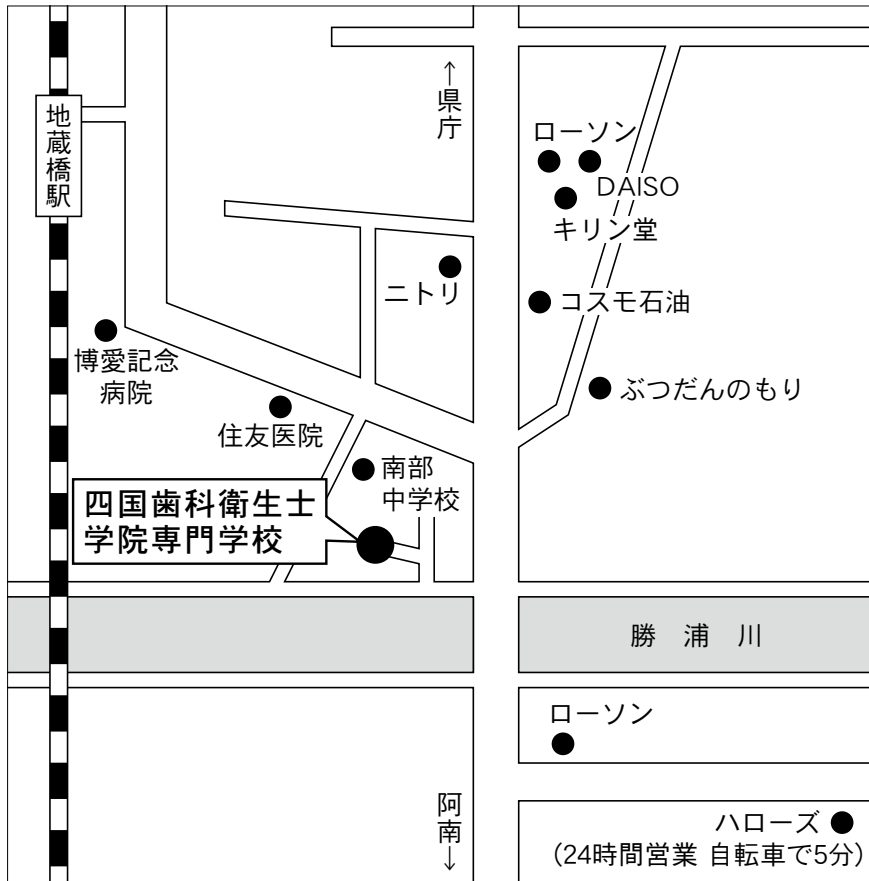 地蔵橋駅
↑県庁
ローソン
DAISO
キリン堂
ニトリ
コスモ石油
博愛記念
病院
ぶつだんのもり
住友医院
南部
中学校
四国歯科衛生士
学院専門学校
勝浦川
ローソン
阿南↓
ハローズ
(24時間営業 自転車で5分)